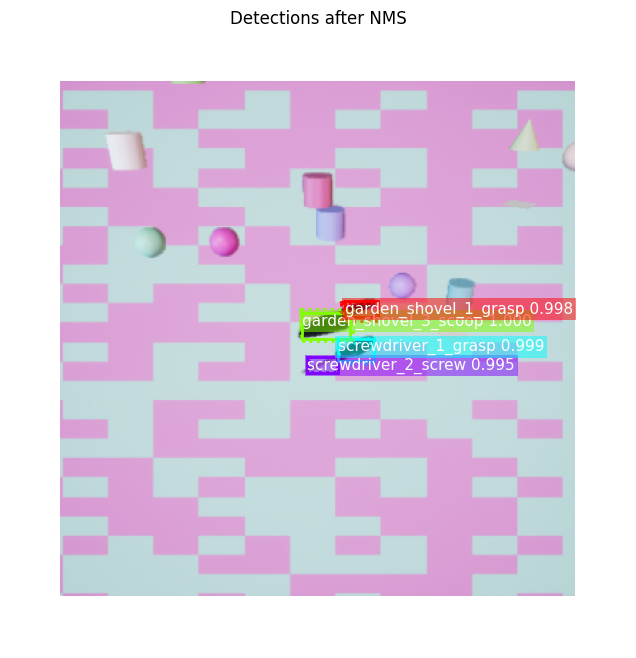 Detections after NMS
garden_shovel_1_grasp 0.998
garden_shovel_3_scoop 1.000
screwdriver_1_grasp 0.999
screwdriver_2_screw 0.995